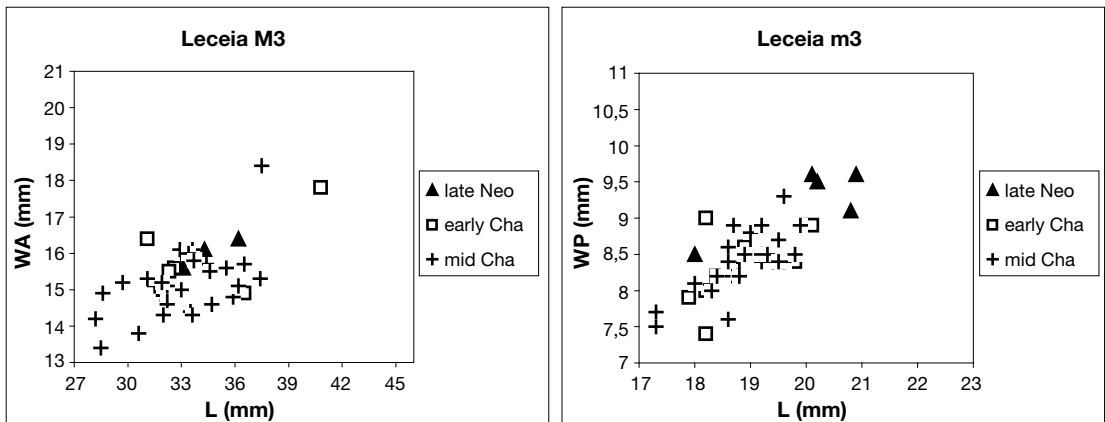 Leceia M3
21
20
19
18
17
16
15
14
13
WA (mm)
27 30 33 36 39 42 45
L (mm)
late Neo
early Cha
mid Cha
Leceia m3
11
10,5
10
9,5
9
8,5
8
7,5
7
WP (mm)
17 18 19 20 21 22 23
L (mm)
late Neo
early Cha
mid Cha